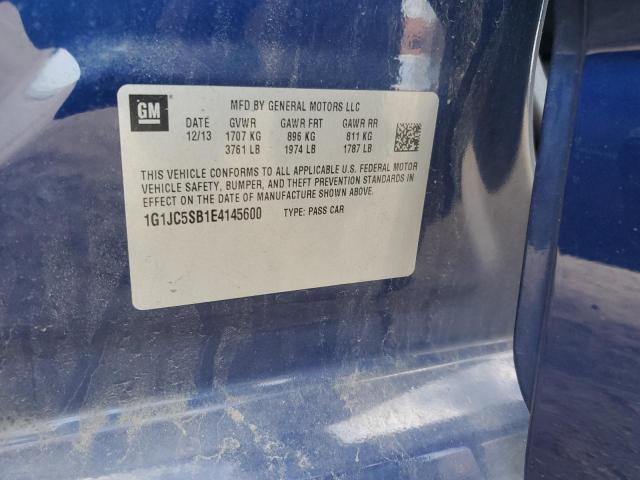 GM
MFD BY GENERAL MOTORS LLC
DATE GVWR GAWR FRT GAWR RR
12/13 1707 KG 896 KG 811 KG
3761 LB 1974 LB 1787 LB
THIS VEHICLE CONFORMS TO ALL APPLICABLE U.S. FEDERAL MOTOR
VEHICLE SAFETY, BUMPER, AND THEFT PREVENTION STANDARDS IN
EFFECT ON THE DATE OF MANUFACTURE SHOWN ABOVE.
1G1JC5SB1E4145600 TYPE: PASS CAR